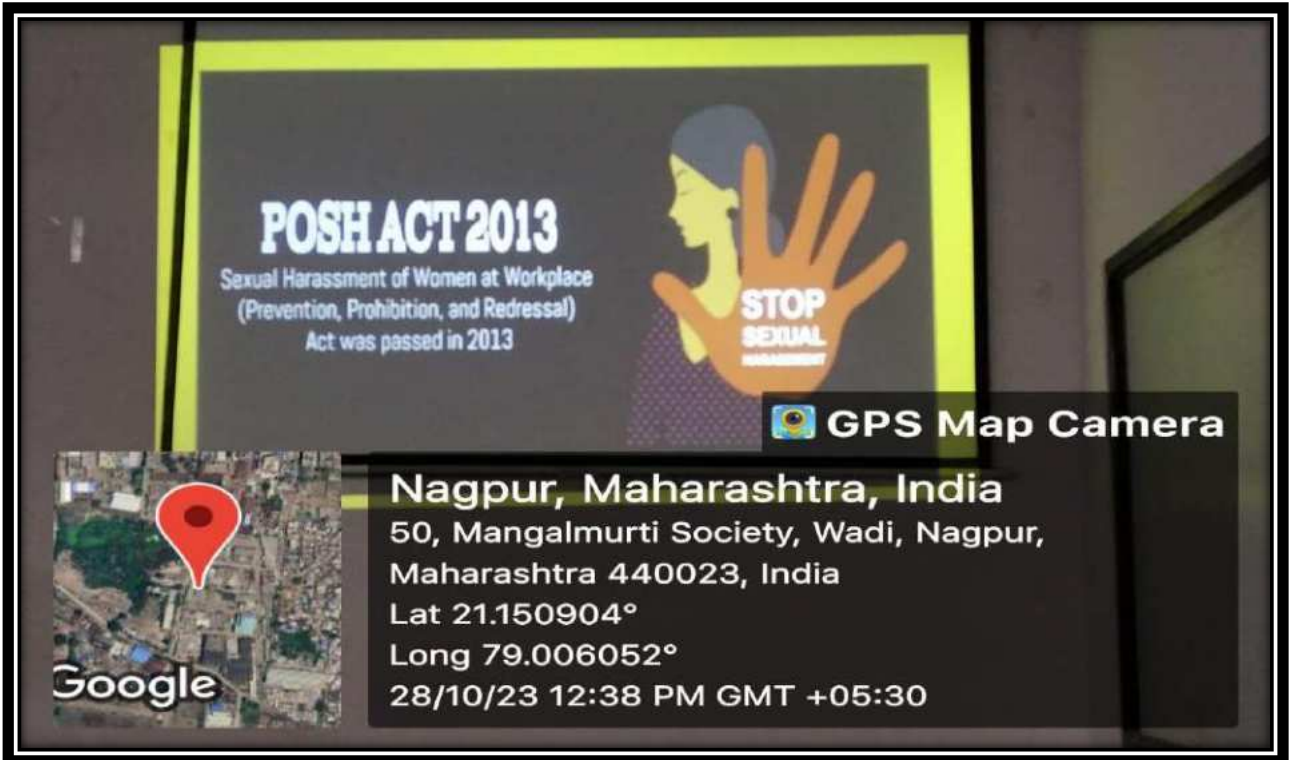 POSH ACT 2013
Sexual Harassment of Women at Workplace
(Prevention, Prohibition, and Redressal)
Act was passed in 2013
STOP
SEXUAL
HARASSMENT
GPS Map Camera
Nagpur, Maharashtra, India
50, Mangalmurti Society, Wadi, Nagpur,
Maharashtra 440023, India
Lat 21.150904°
Long 79.006052°
28/10/23 12:38 PM GMT +05:30
Google